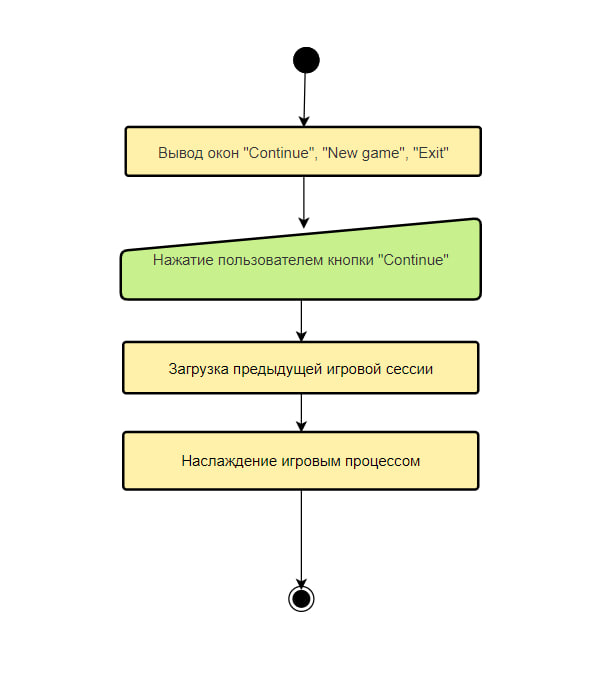 Вывод окон "Continue", "New game", "Exit"
Нажатие пользователем кнопки "Continue"
Загрузка предыдущей игровой сессии
Наслаждение игровым процессом